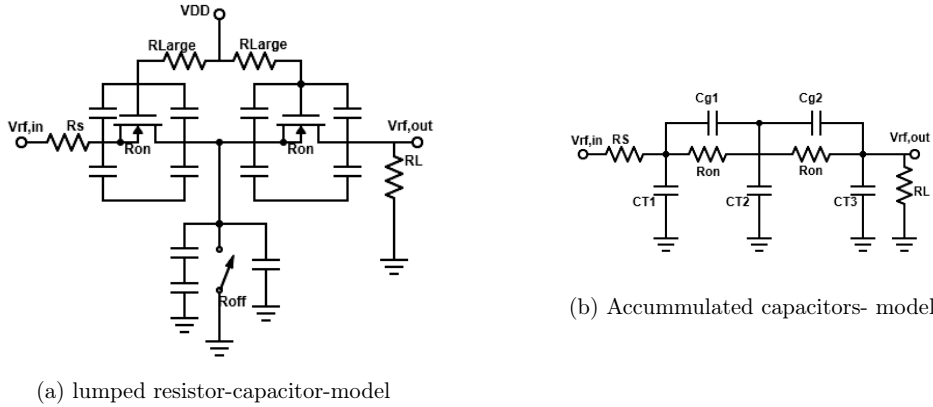 VDD
RLarge RLarge
Vrf,in Rs Ron Ron Vrf,out
RL
Roff
(a) lumped resistor-capacitor-model
Cg1 Cg2
Vrf,in RS Ron Ron Vrf,out
CT1 CT2 CT3 RL
(b) Accummulated capacitors- model